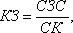 КЗ = СЗС / СК,